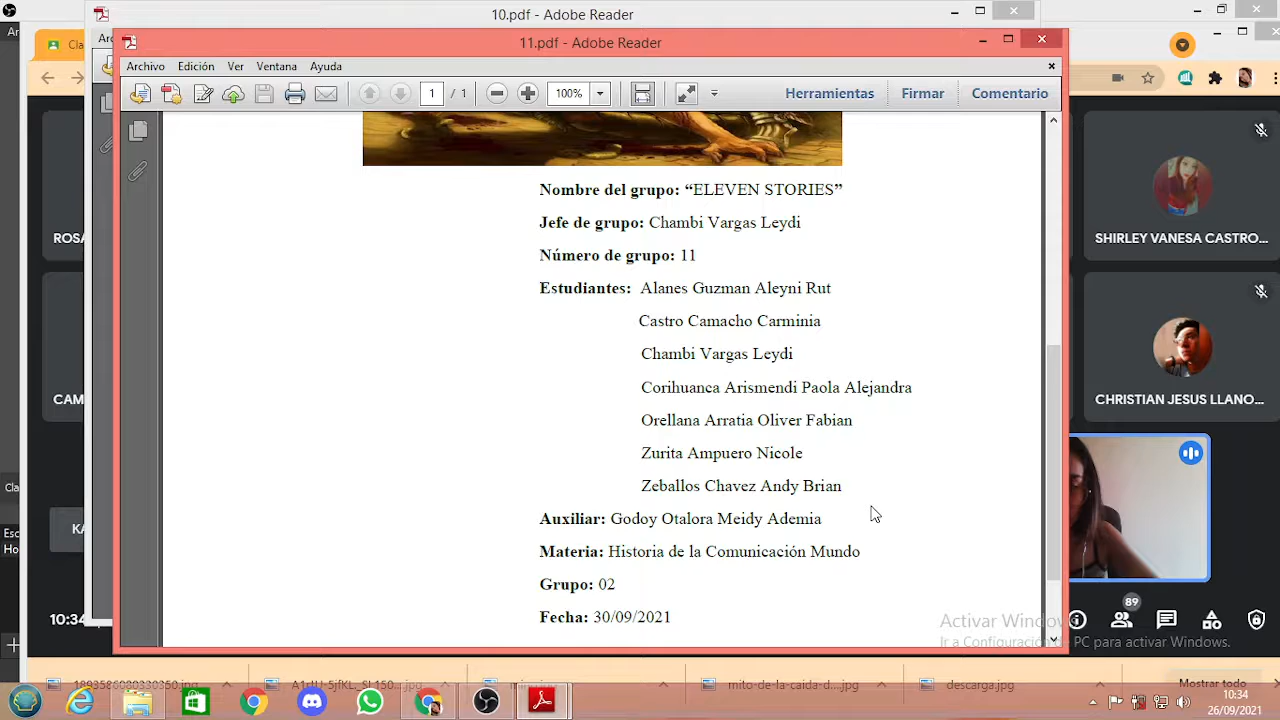 10.pdf - Adobe Reader
11.pdf - Adobe Reader
Archivo Edición Ver Ventana Ayuda
1 / 1 100% Herramientas Firmar Comentario
Nombre del grupo: “ELEVEN STORIES”
Jefe de grupo: Chambi Vargas Leydi
Número de grupo: 11
Estudiantes: Alanes Guzman Aleyni Rut
Castro Camacho Carminia
Chambi Vargas Leydi
Corihuanca Arismendi Paola Alejandra
Orellana Arratia Oliver Fabian
Zurita Ampuero Nicole
Zeballos Chavez Andy Brian
Auxiliar: Godoy Otalora Meidy Ademia
Materia: Historia de la Comunicación Mundo
Grupo: 02
Fecha: 30/09/2021
Cla
ROSA
CAM
KA
Cla
Esc
Ho
10:34
SHIRLEY VANESA CASTRO...
CHRISTIAN JESUS LLANO...
89
Activar Windows
Ir a Configuración de PC para activar Windows.
mito-de-la-caida-d....jpg
descarga.jpg
Mostrar todo
10:34
26/09/2021